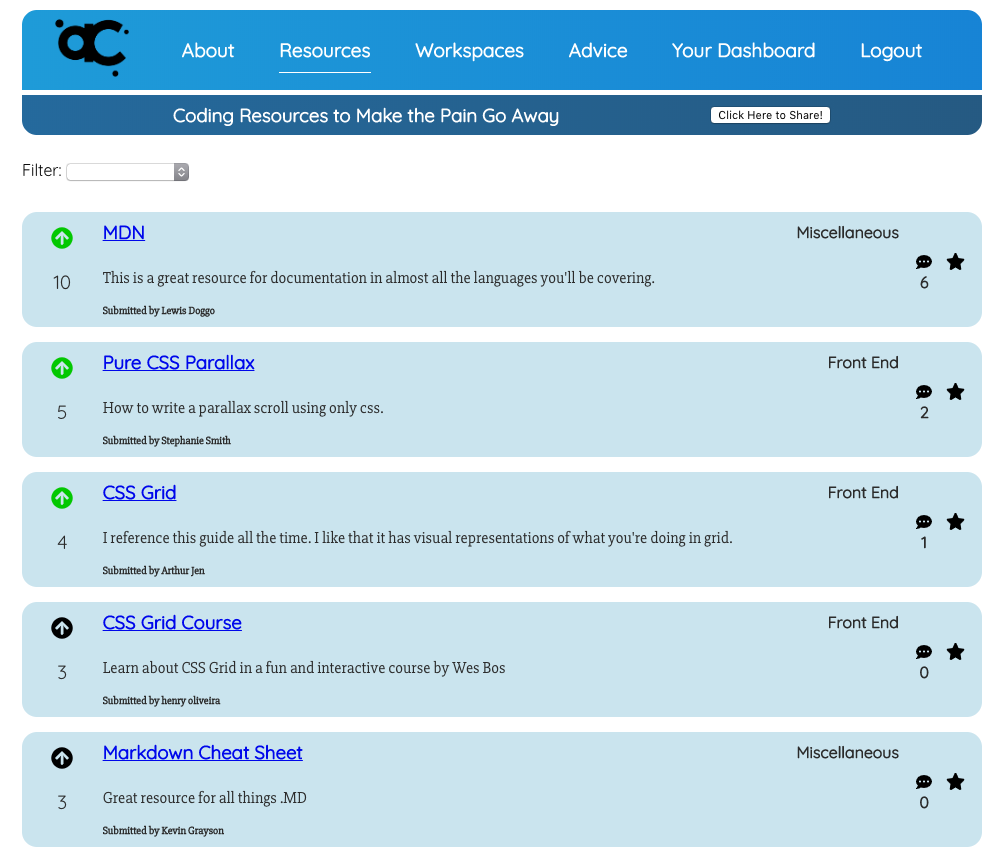 aC
About Resources Workspaces Advice Your Dashboard Logout
Coding Resources to Make the Pain Go Away Click Here to Share!
Filter:
MDN Miscellaneous
10 This is a great resource for documentation in almost all the languages you'll be covering. 6
Submitted by Lewis Doggo
Pure CSS Parallax Front End
5 How to write a parallax scroll using only css. 2
Submitted by Stephanie Smith
CSS Grid Front End
4 I reference this guide all the time. I like that it has visual representations of what you're doing in grid. 1
Submitted by Arthur Jen
CSS Grid Course Front End
3 Learn about CSS Grid in a fun and interactive course by Wes Bos 0
Submitted by henry oliveira
Markdown Cheat Sheet Miscellaneous
3 Great resource for all things .MD 0
Submitted by Kevin Grayson